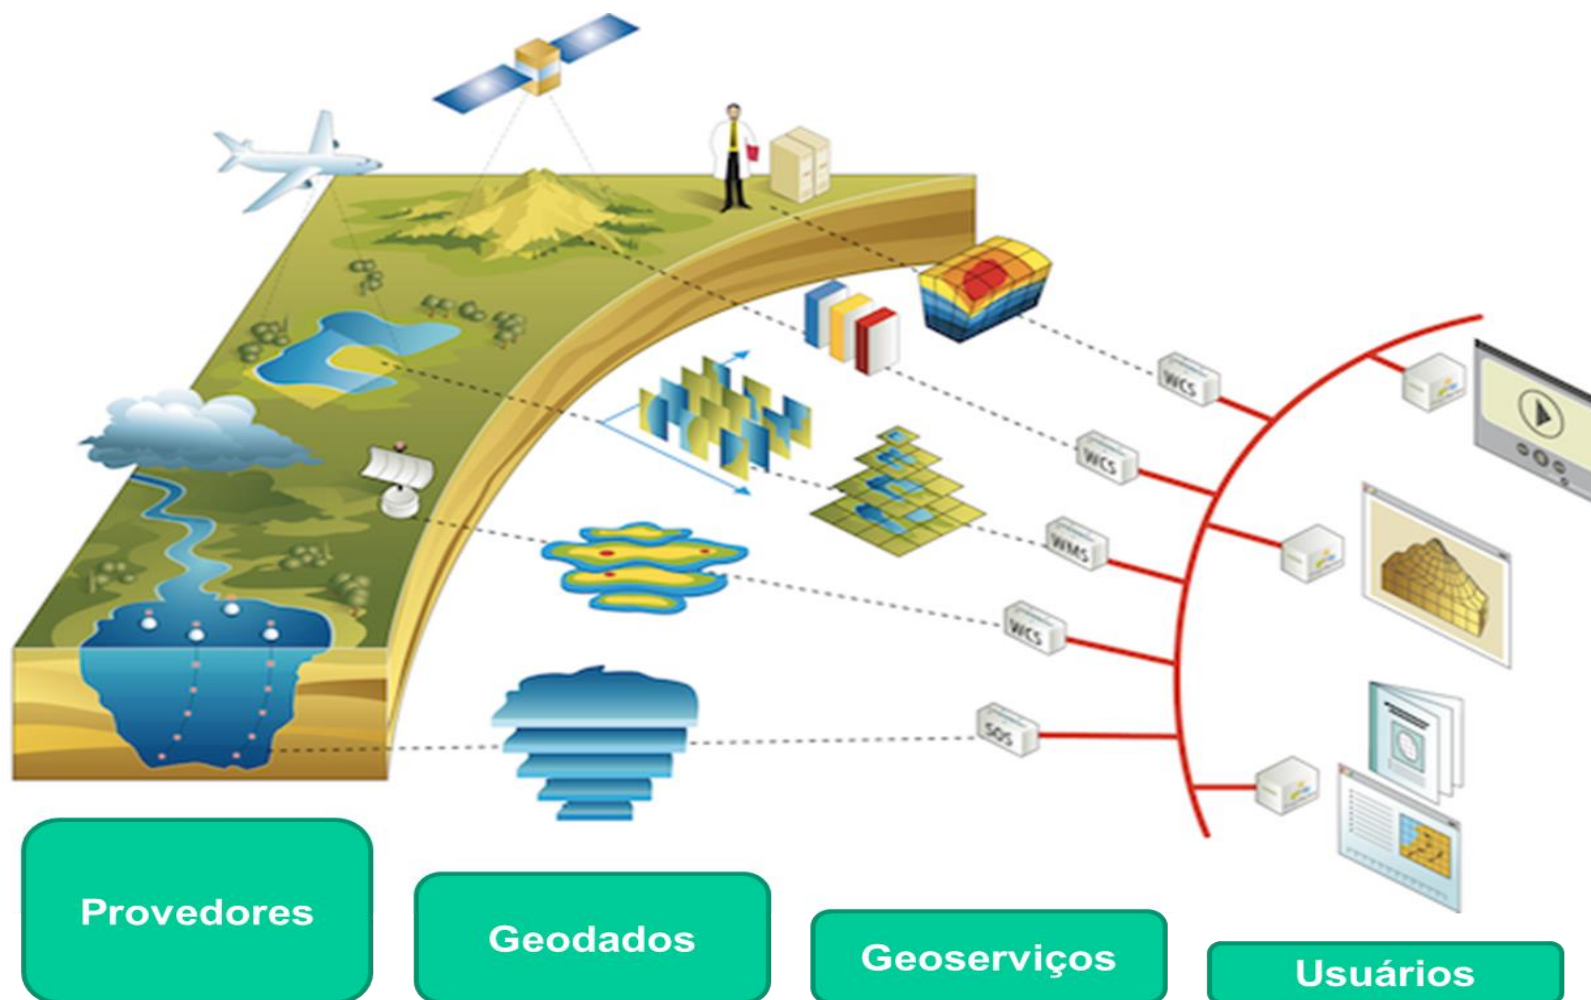 WCS
WCS
WMS
WCS
SOS
Provedores
Geodados
Geoserviços
Usuários